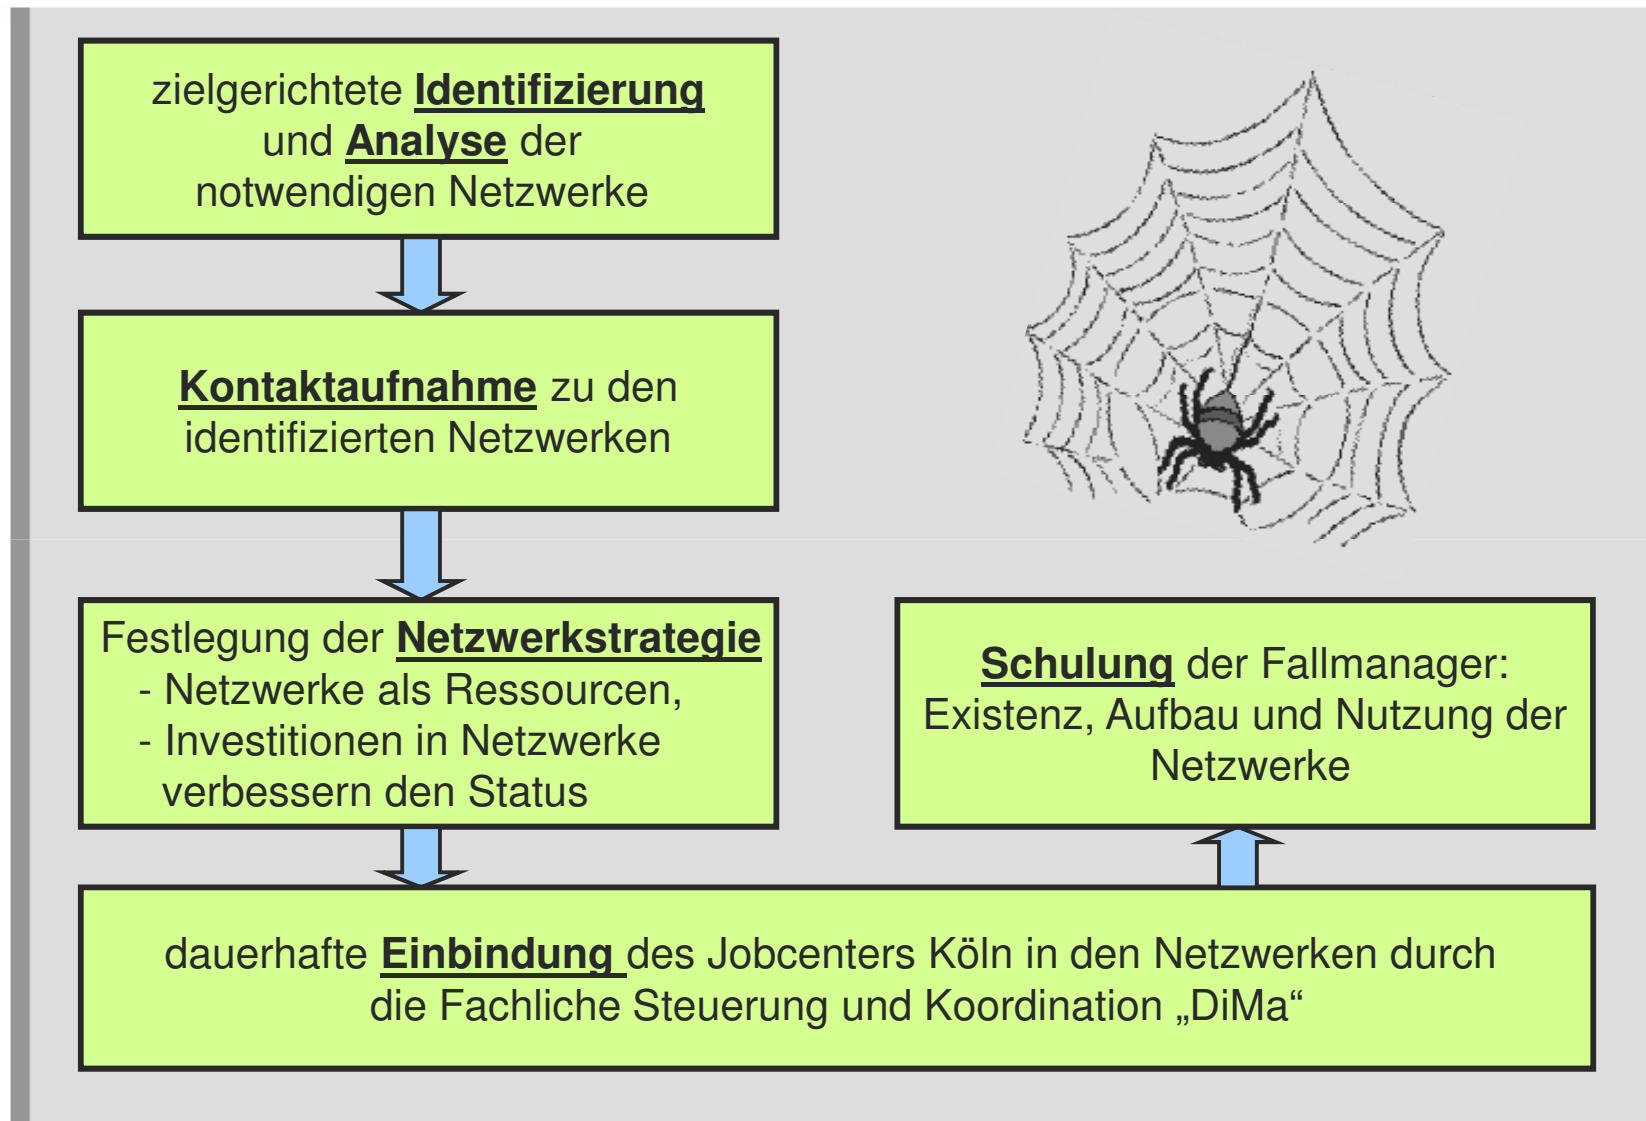 zielgerichtete Identifizierung
und Analyse der
notwendigen Netzwerke
Kontaktaufnahme zu den
identifizierten Netzwerken
Festlegung der Netzwerkstrategie
- Netzwerke als Ressourcen,
- Investitionen in Netzwerke
verbessern den Status
Schulung der Fallmanager:
Existenz, Aufbau und Nutzung der
Netzwerke
dauerhafte Einbindung des Jobcenters Köln in den Netzwerken durch
die Fachliche Steuerung und Koordination „DiMa“